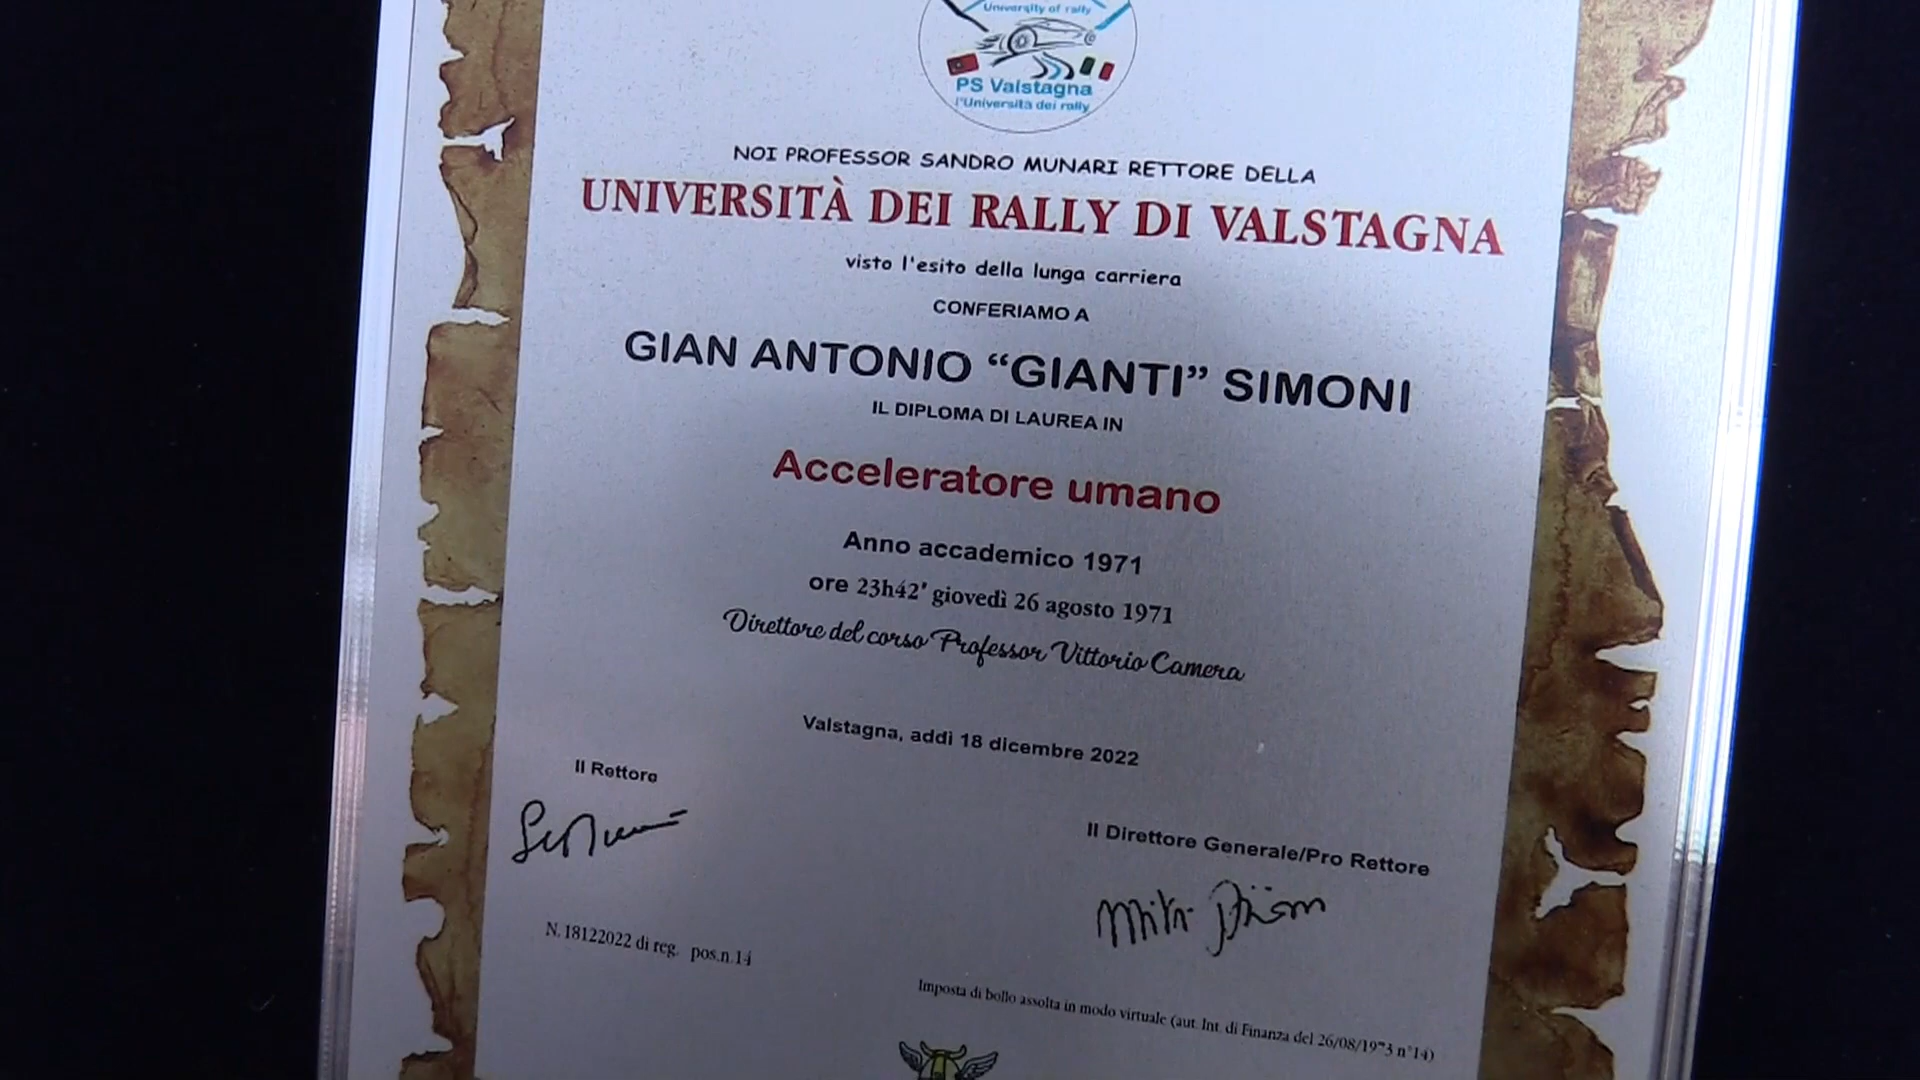 University of rally
PS Valstagna
l'Università dei rally
NOI PROFESSOR SANDRO MUNARI RETTORE DELLA
UNIVERSITÀ DEI RALLY DI VALSTAGNA
visto l'esito della lunga carriera
CONFERIAMO A
GIAN ANTONIO “GIANTI” SIMONI
IL DIPLOMA DI LAUREA IN
Acceleratore umano
Anno accademico 1971
ore 23h42' giovedì 26 agosto 1971
Direttore del corso Professor Vittorio Camera
Valstagna, addì 18 dicembre 2022
Il Rettore
Il Direttore Generale/Pro Rettore
N. 18122022 di reg. pos.n.14
Imposta di bollo assolta in modo virtuale (aut. Int. di Finanza del 26/08/1973 n°14)